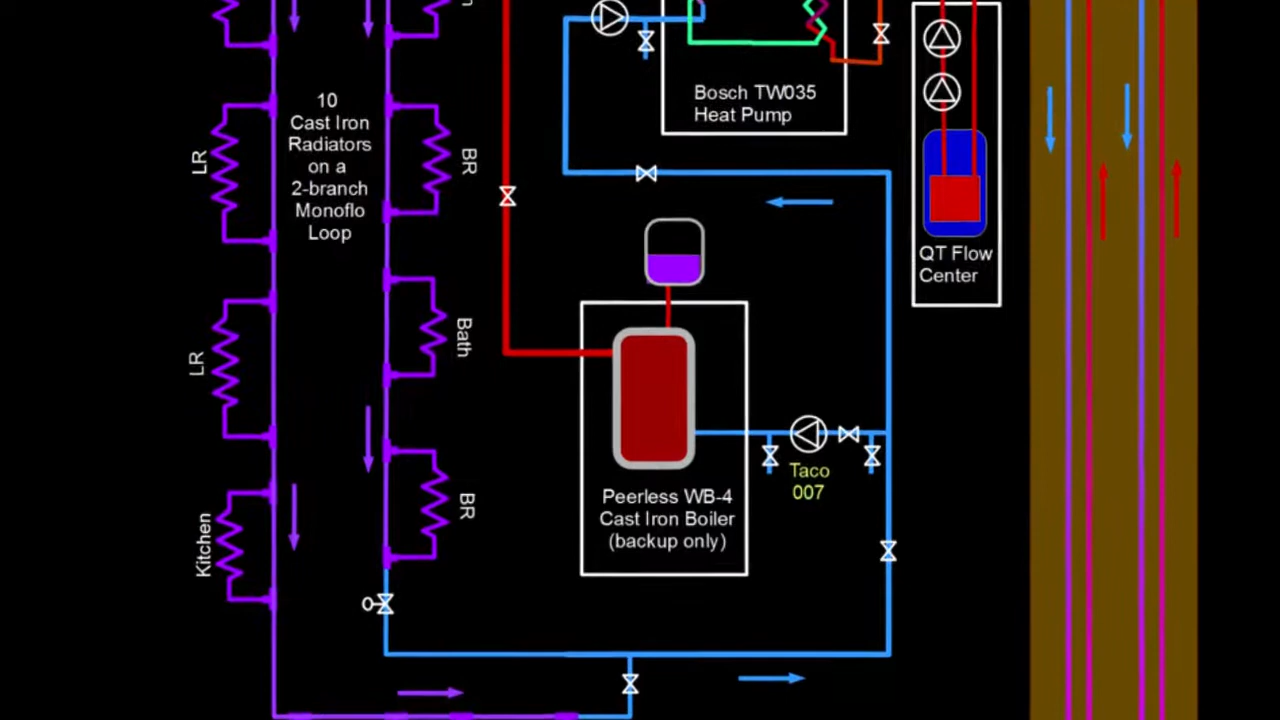 10
Cast Iron
Radiators
on a
2-branch
Monoflo
Loop
LR
BR
LR
Bath
Kitchen
BR
Bosch TW035
Heat Pump
QT Flow
Center
Taco
007
Peerless WB-4
Cast Iron Boiler
(backup only)